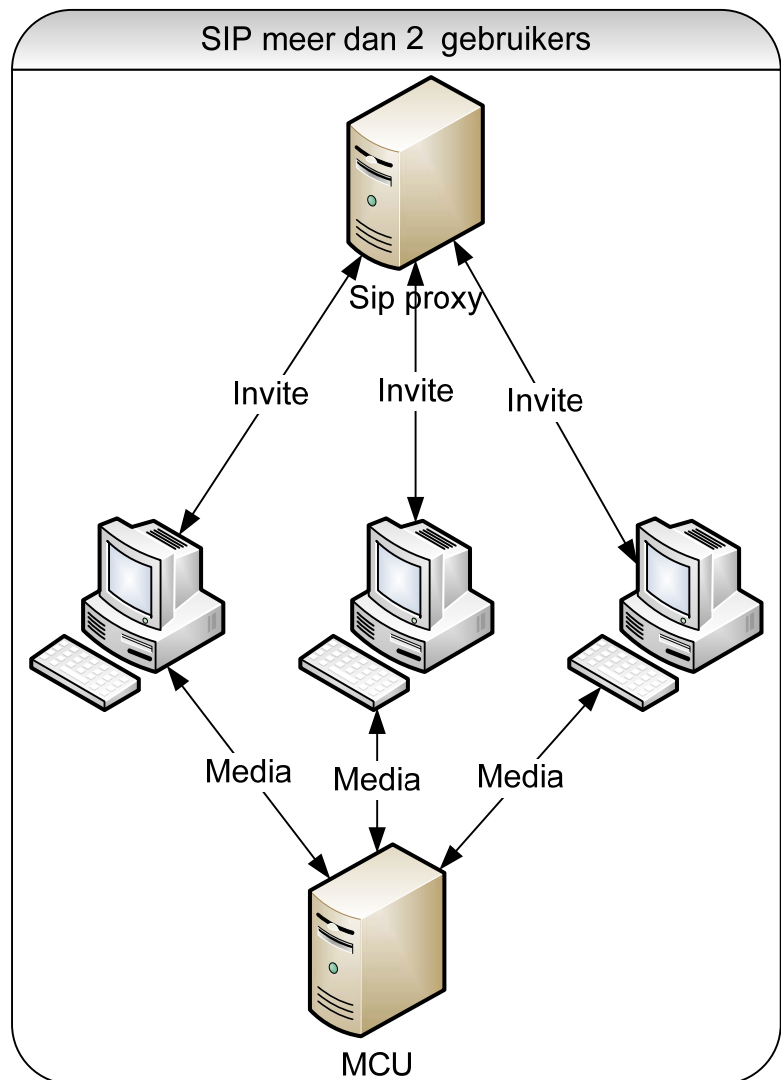 SIP meer dan 2 gebruikers
Sip proxy
Invite
Invite
Invite
Media
Media
Media
MCU